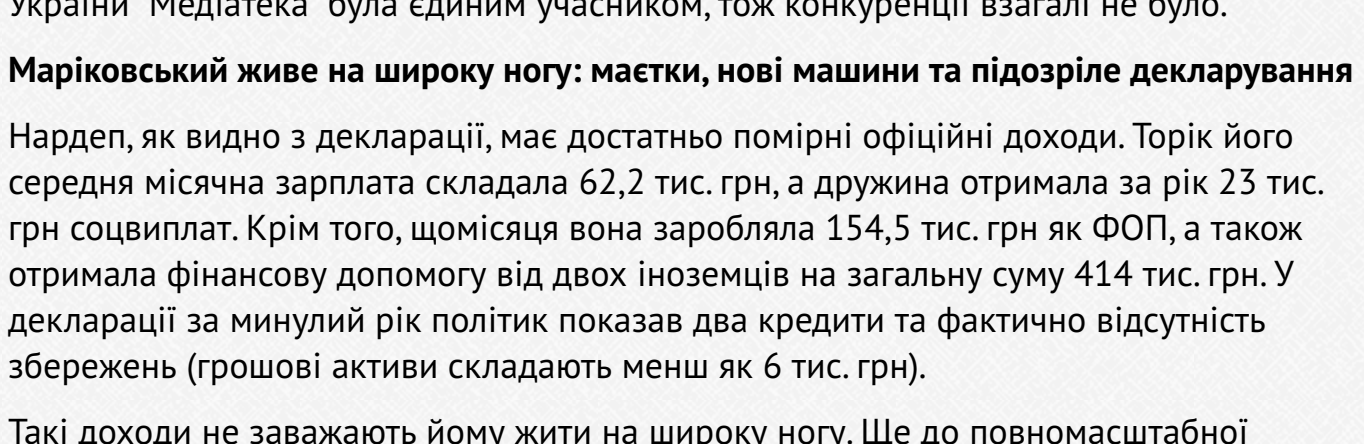 України "Медіатека" була єдиним учасником, тож конкуренції взагалі не було.
Маріковський живе на широку ногу: маєтки, нові машини та підозріле декларування
Нардеп, як видно з декларації, має достатньо помірні офіційні доходи. Торік його
середня місячна зарплата складала 62,2 тис. грн, а дружина отримала за рік 23 тис.
грн соцвиплат. Крім того, щомісяця вона заробляла 154,5 тис. грн як ФОП, а також
отримала фінансову допомогу від двох іноземців на загальну суму 414 тис. грн. У
декларації за минулий рік політик показав два кредити та фактично відсутність
збережень (грошові активи складають менш як 6 тис. грн).
Такі доходи не заважають йому жити на широку ногу. Ще до повномасштабної